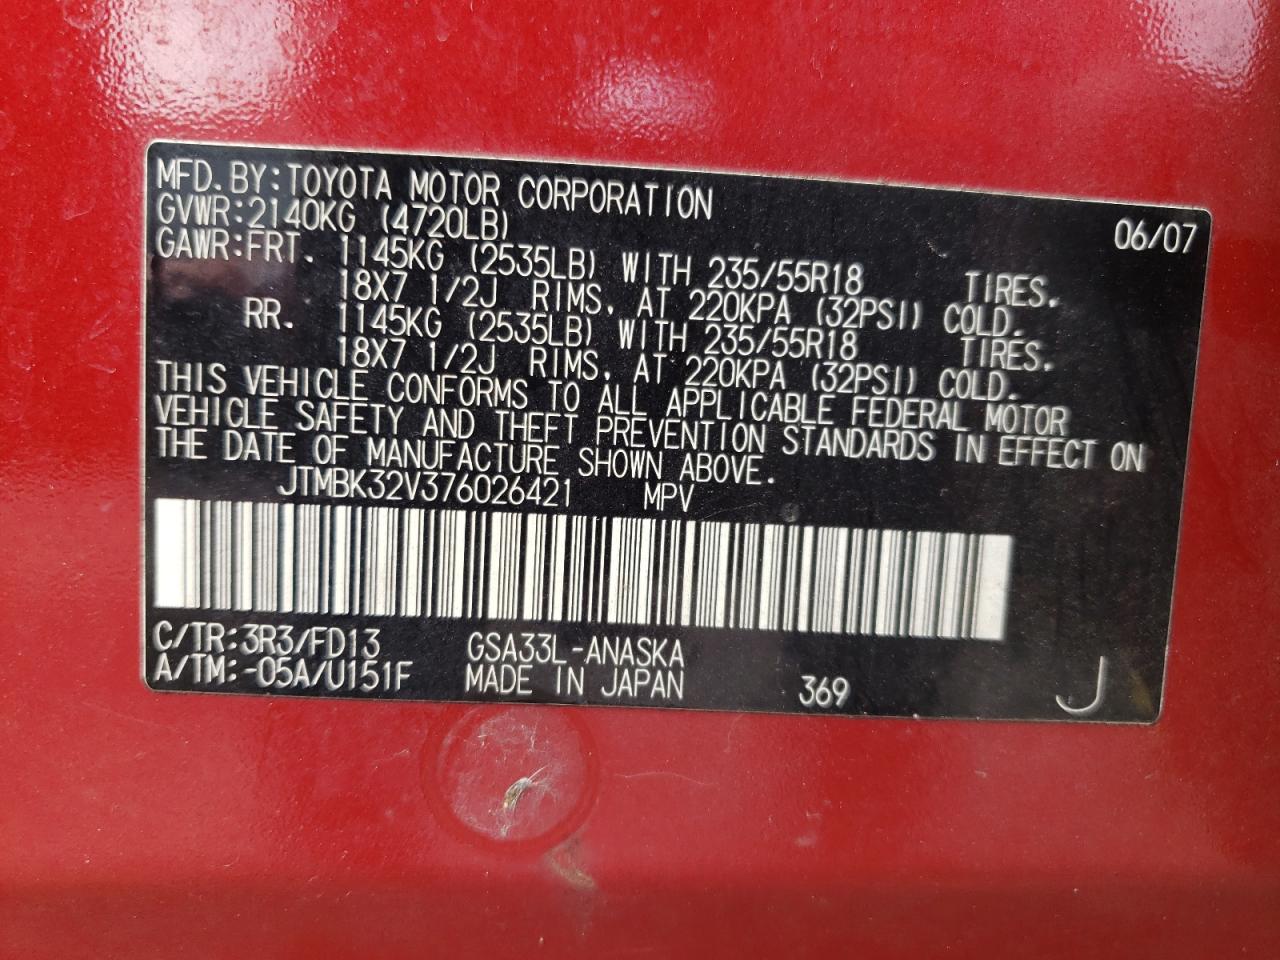 MFD. BY: TOYOTA MOTOR CORPORATION 06/07
GVWR: 2140KG (4720LB)
GAWR: FRT. 1145KG (2535LB) WITH 235/55R18 TIRES.
18X7 1/2J RIMS, AT 220KPA (32PSI) COLD.
RR. 1145KG (2535LB) WITH 235/55R18 TIRES.
18X7 1/2J RIMS, AT 220KPA (32PSI) COLD.
THIS VEHICLE CONFORMS TO ALL APPLICABLE FEDERAL MOTOR
VEHICLE SAFETY AND THEFT PREVENTION STANDARDS IN EFFECT ON
THE DATE OF MANUFACTURE SHOWN ABOVE.
JTMBK32V376026421 MPV
C/TR: 3R3/FD13 GSA33L-ANASKA
A/TM: -05A/U151F MADE IN JAPAN 369 J